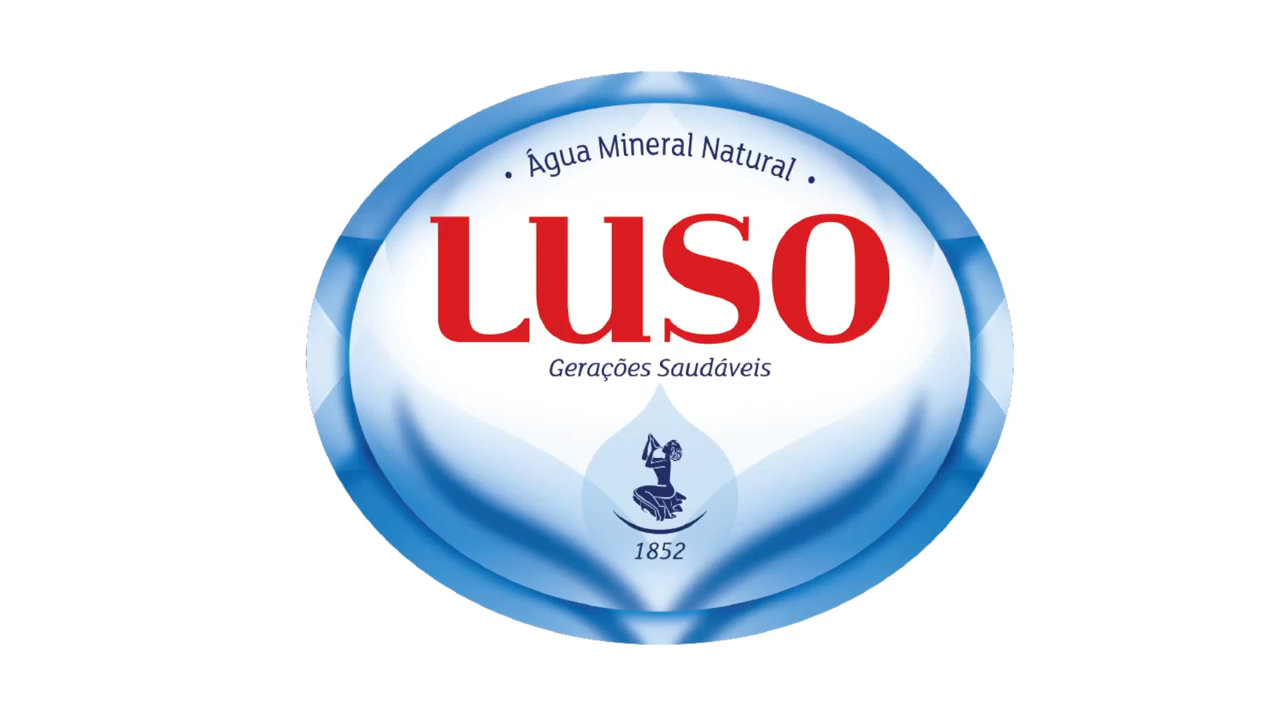 • Água Mineral Natural •
LUSO
Gerações Saudáveis
1852